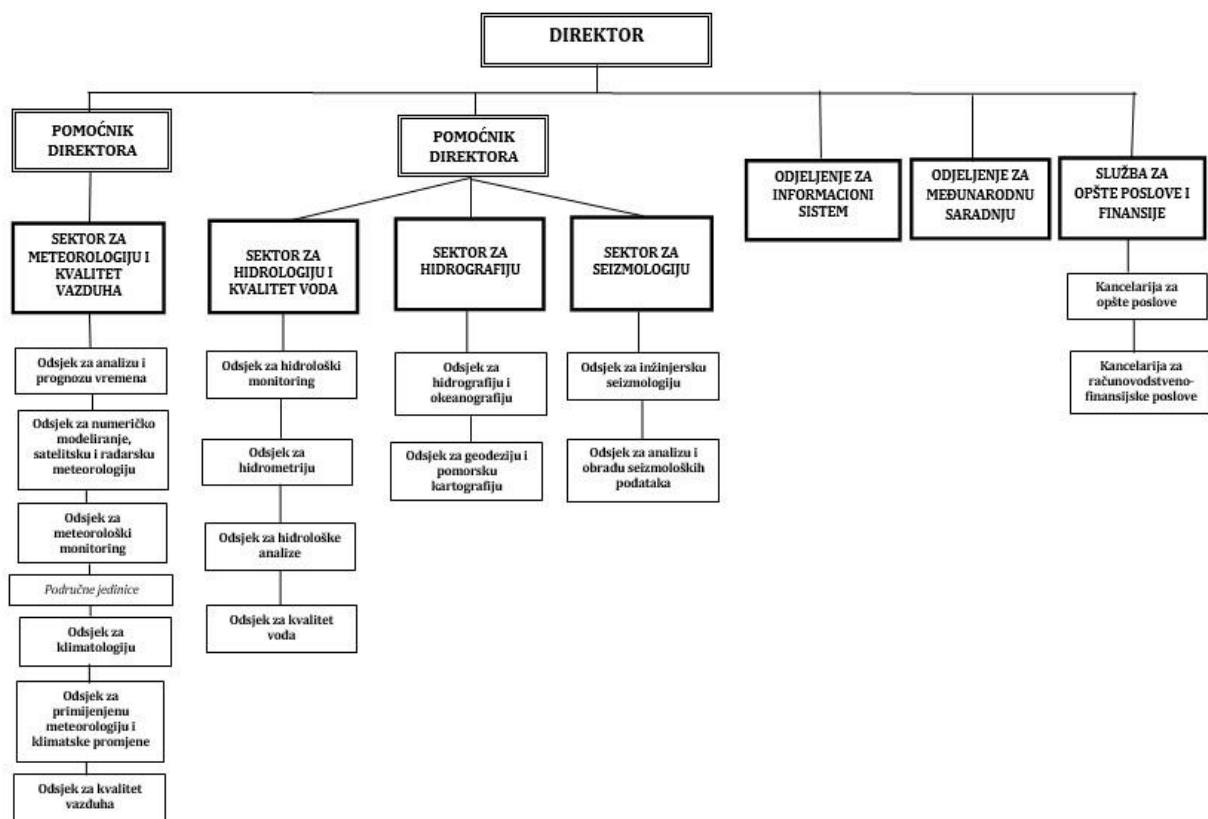 DIREKTOR
POMOĆNIK
DIREKTORA
POMOĆNIK
DIREKTORA
ODJELJENJE ZA
INFORMACIONI
SISTEM
ODJELJENJE ZA
MEĐUNARODNU
SARADNJU
SLUŽBA ZA
OPŠTE POSLOVE I
FINANSIJE
SEKTOR ZA
METEOROLOGIJU I
KVALITET
VAZDUHA
SEKTOR ZA
HIDROLOGIJU I
KVALITET VODA
SEKTOR ZA
HIDROGRAFIJU
SEKTOR ZA
SEIZMOLOGIJU
Kancelarija za
opšte poslove
Kancelarija za
računovodstveno-
finansijske poslove
Odsjek za analizu i
prognozu vremena
Odsjek za numeričko
modeliranje,
satelitsku i radarsku
meteorologiju
Odsjek za
meteorološki
monitoring
Područne jedinice
Odsjek za
klimatologiju
Odsjek za
primijenjenu
meteorologiju i
klimatske promjene
Odsjek za kvalitet
vazduha
Odsjek za hidrološki
monitoring
Odsjek za
hidrometriju
Odsjek za hidrološke
analize
Odsjek za kvalitet
voda
Odsjek za
hidrografiju i
okeanografiju
Odsjek za geodeziju i
pomorsku
kartografiju
Odsjek za inžinjersku
seizmologiju
Odsjek za analizu i
obradu seizmoloških
podataka